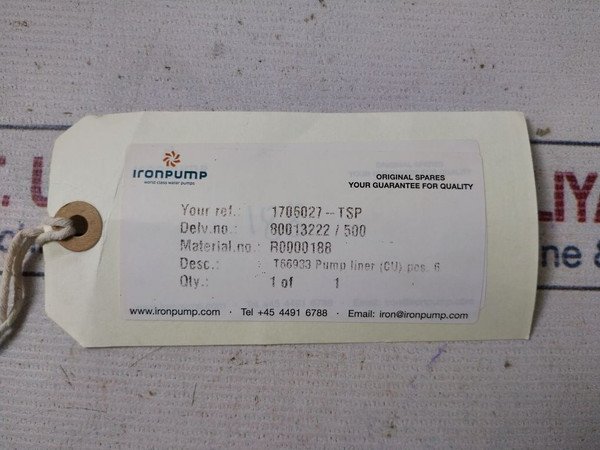 IRONPUMP
world class water pumps
ORIGINAL SPARES
YOUR GUARANTEE FOR QUALITY
Your ref.: 1706027-TSP
Delv.no.: 80013222 / 500
Material.no.: R0000188
Desc.: T66933 Pump liner (CU) pos. 6
Qty.: 1 of 1
www.ironpump.com · Tel +45 4491 6788 · Email: iron@ironpump.com